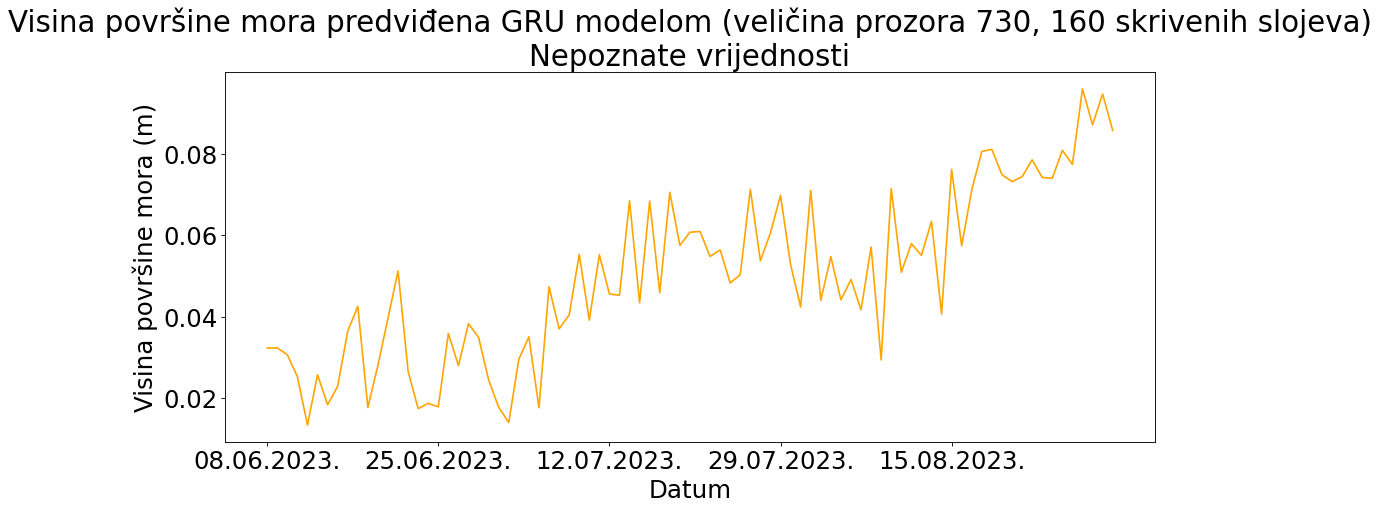 Visina površine mora predviđena GRU modelom (veličina prozora 730, 160 skrivenih slojeva)
Nepoznate vrijednosti
Visina površine mora (m)
0.08
0.06
0.04
0.02
08.06.2023. 25.06.2023. 12.07.2023. 29.07.2023. 15.08.2023.
Datum